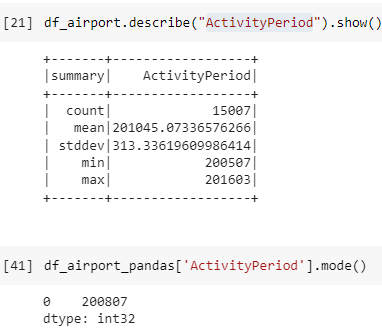 [21] df_airport.describe("ActivityPeriod").show()
+-------+------------------+
|summary|    ActivityPeriod|
+-------+------------------+
|  count|             15007|
|   mean|201045.07336576266|
| stddev|313.33619609986414|
|    min|            200507|
|    max|            201603|
+-------+------------------+
[41] df_airport_pandas['ActivityPeriod'].mode()
0    200807
dtype: int32